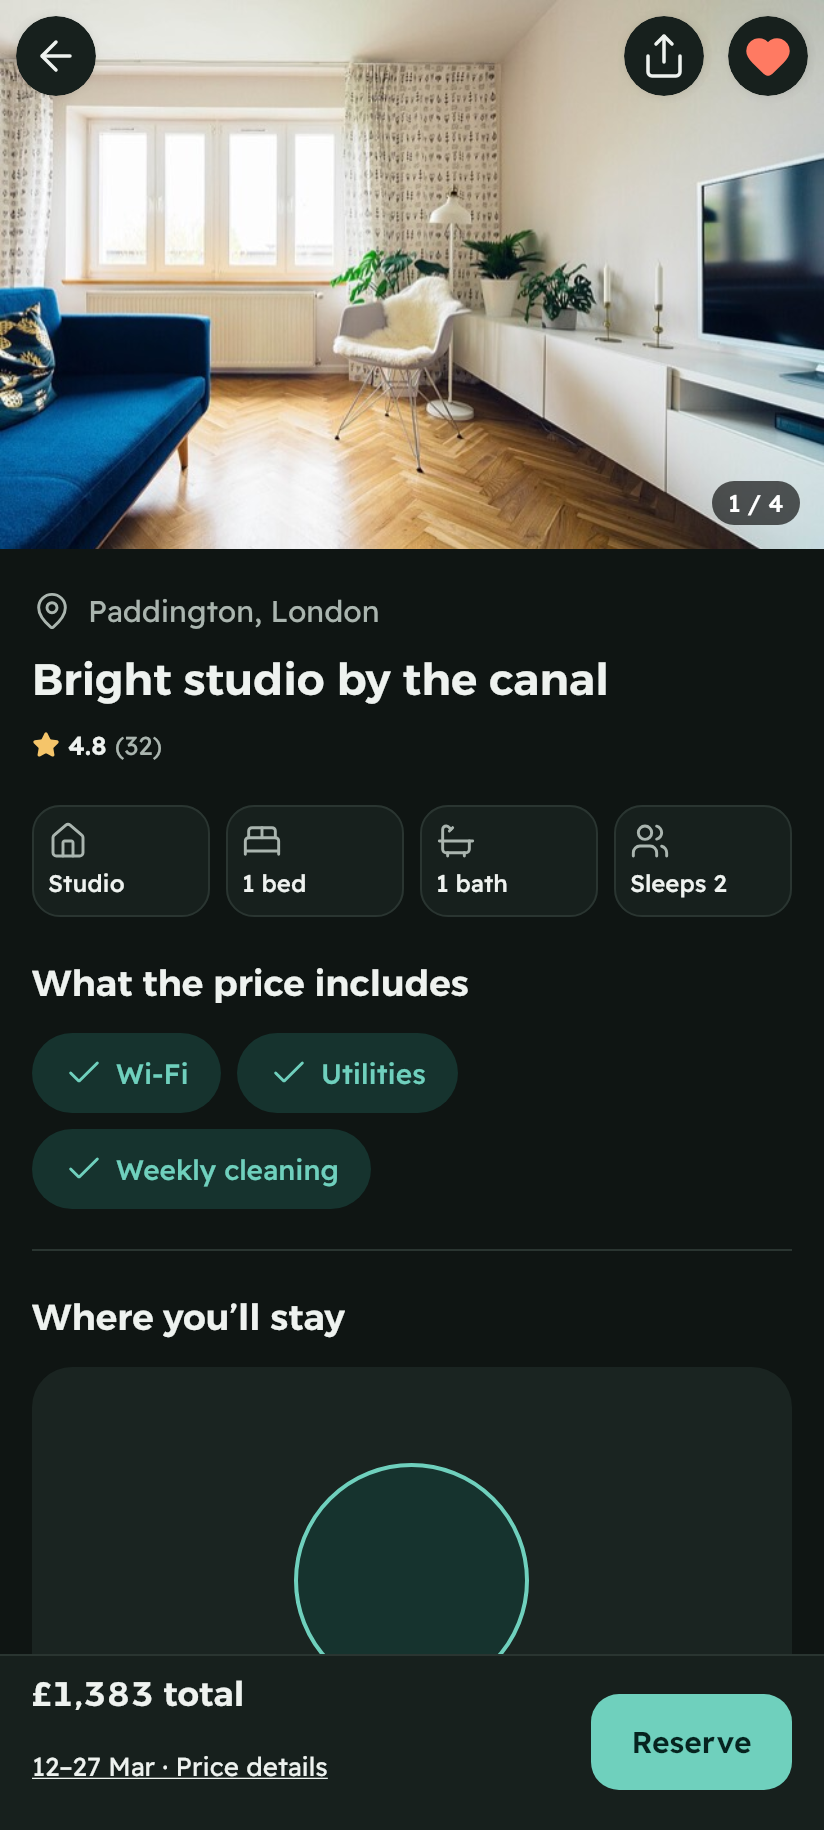 1 / 4
Paddington, London
Bright studio by the canal
4.8 (32)
Studio
1 bed
1 bath
Sleeps 2
What the price includes
Wi-Fi
Utilities
Weekly cleaning
Where you’ll stay
£1,383 total
12–27 Mar · Price details
Reserve